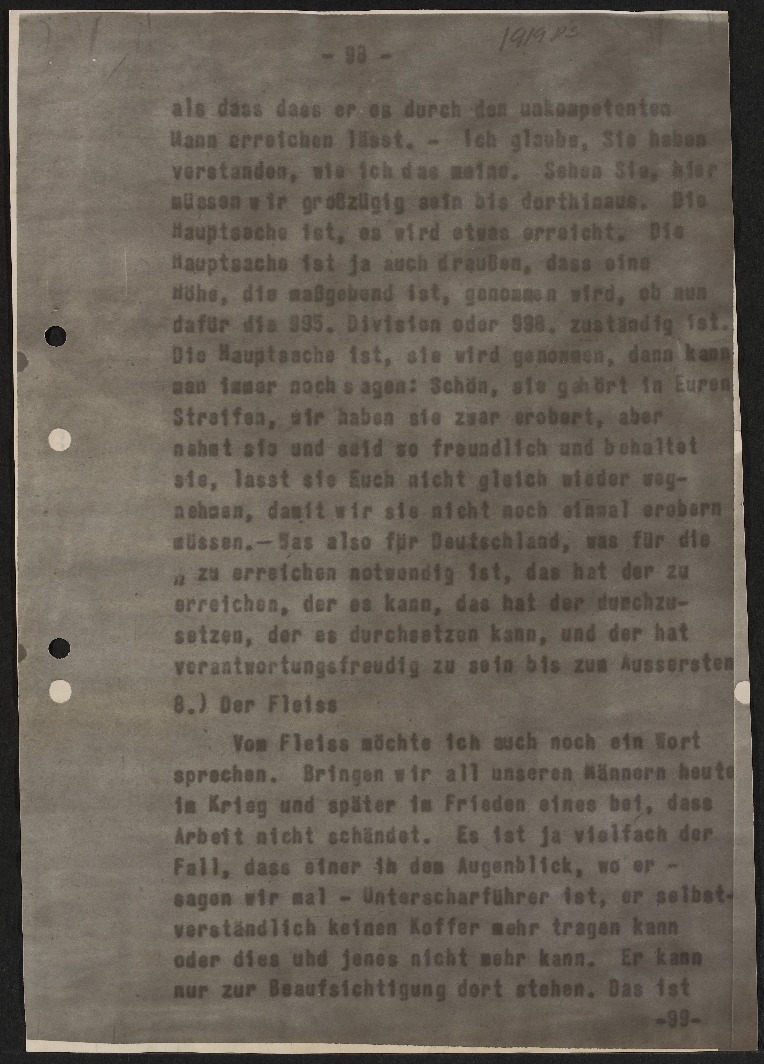 1919 PS
- 98 -
als dass dass er es durch den unkompetenten
Mann erreichen lässt. - Ich glaube, Sie haben
verstanden, wie ich das meine. Sehen Sie, hier
müssen wir großzügig sein bis dorthinaus. Die
Hauptsache ist, es wird etwas erreicht. Die
Hauptsache ist ja auch draußen, dass eine
Höhe, die maßgebend ist, genommen wird, ob nun
dafür die 995. Division oder 998. zuständig ist.
Die Hauptsache ist, sie wird genommen, dann kann
man immer noch sagen: Schön, sie gehört in Euren
Streifen, wir haben sie zwar erobert, aber
nehmt sie und seid so freundlich und behaltet
sie, lasst sie Euch nicht gleich wieder weg-
nehmen, damit wir sie nicht noch einmal erobern
müssen.- Was also für Deutschland, was für die
„ zu erreichen notwendig ist, das hat der zu
erreichen, der es kann, das hat der durchzu-
setzen, der es durchsetzen kann, und der hat
verantwortungsfreudig zu sein bis zum Aussersten
8.) Der Fleiss
Vom Fleiss möchte ich auch noch ein Wort
sprechen. Bringen wir all unseren Männern heute
im Krieg und später im Frieden eines bei, dass
Arbeit nicht schändet. Es ist ja vielfach der
Fall, dass einer in dem Augenblick, wo er -
sagen wir mal - Unterscharführer ist, er selbst-
verständlich keinen Koffer mehr tragen kann
oder dies uhd jenes nicht mehr kann. Er kann
nur zur Beaufsichtigung dort stehen. Das ist
-99-